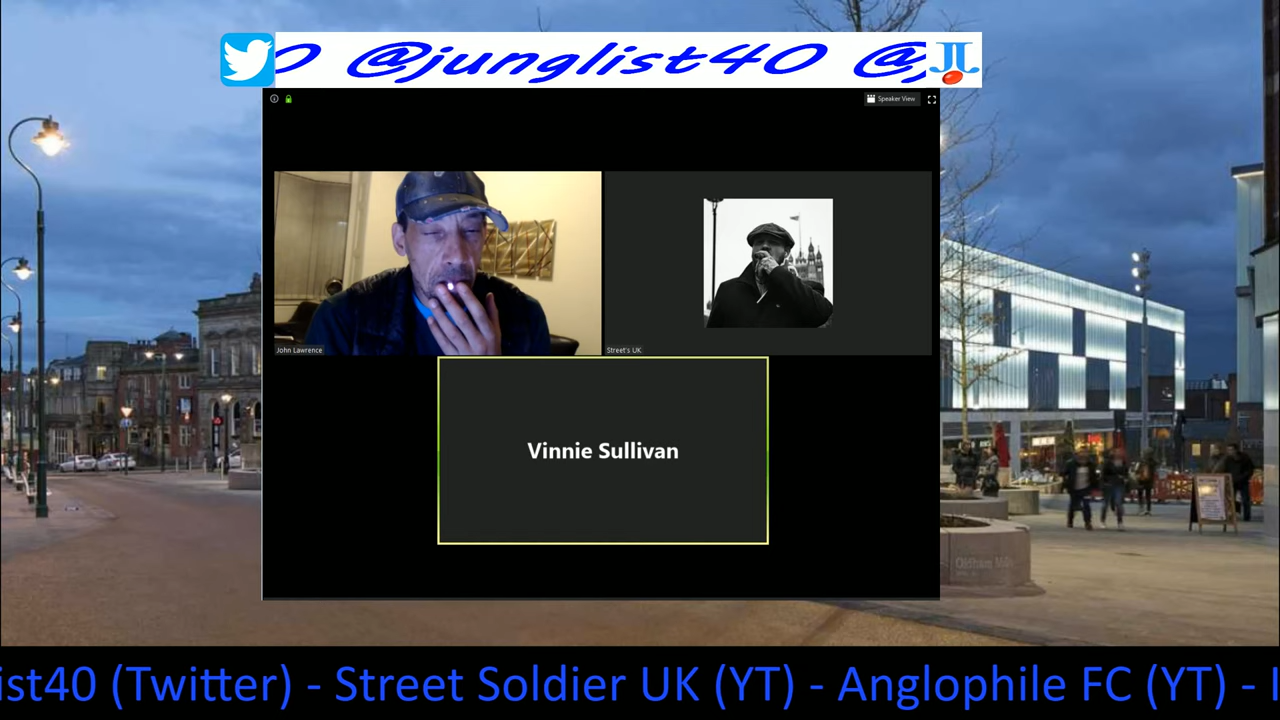 @junglist40 @
Speaker View
John Lawrence
Street's UK
Vinnie Sullivan
ist40 (Twitter) - Street Soldier UK (YT) - Anglophile FC (YT) -